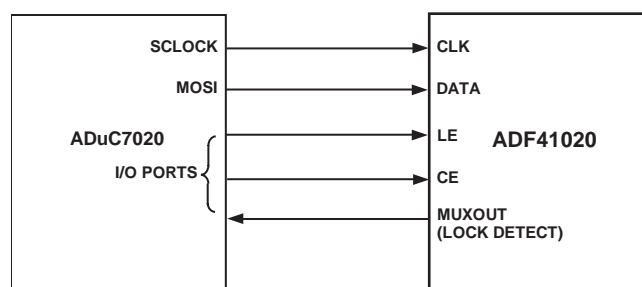 SCLOCK
CLK
MOSI
DATA
ADuC7020
LE
ADF41020
I/O PORTS
CE
MUXOUT
(LOCK DETECT)